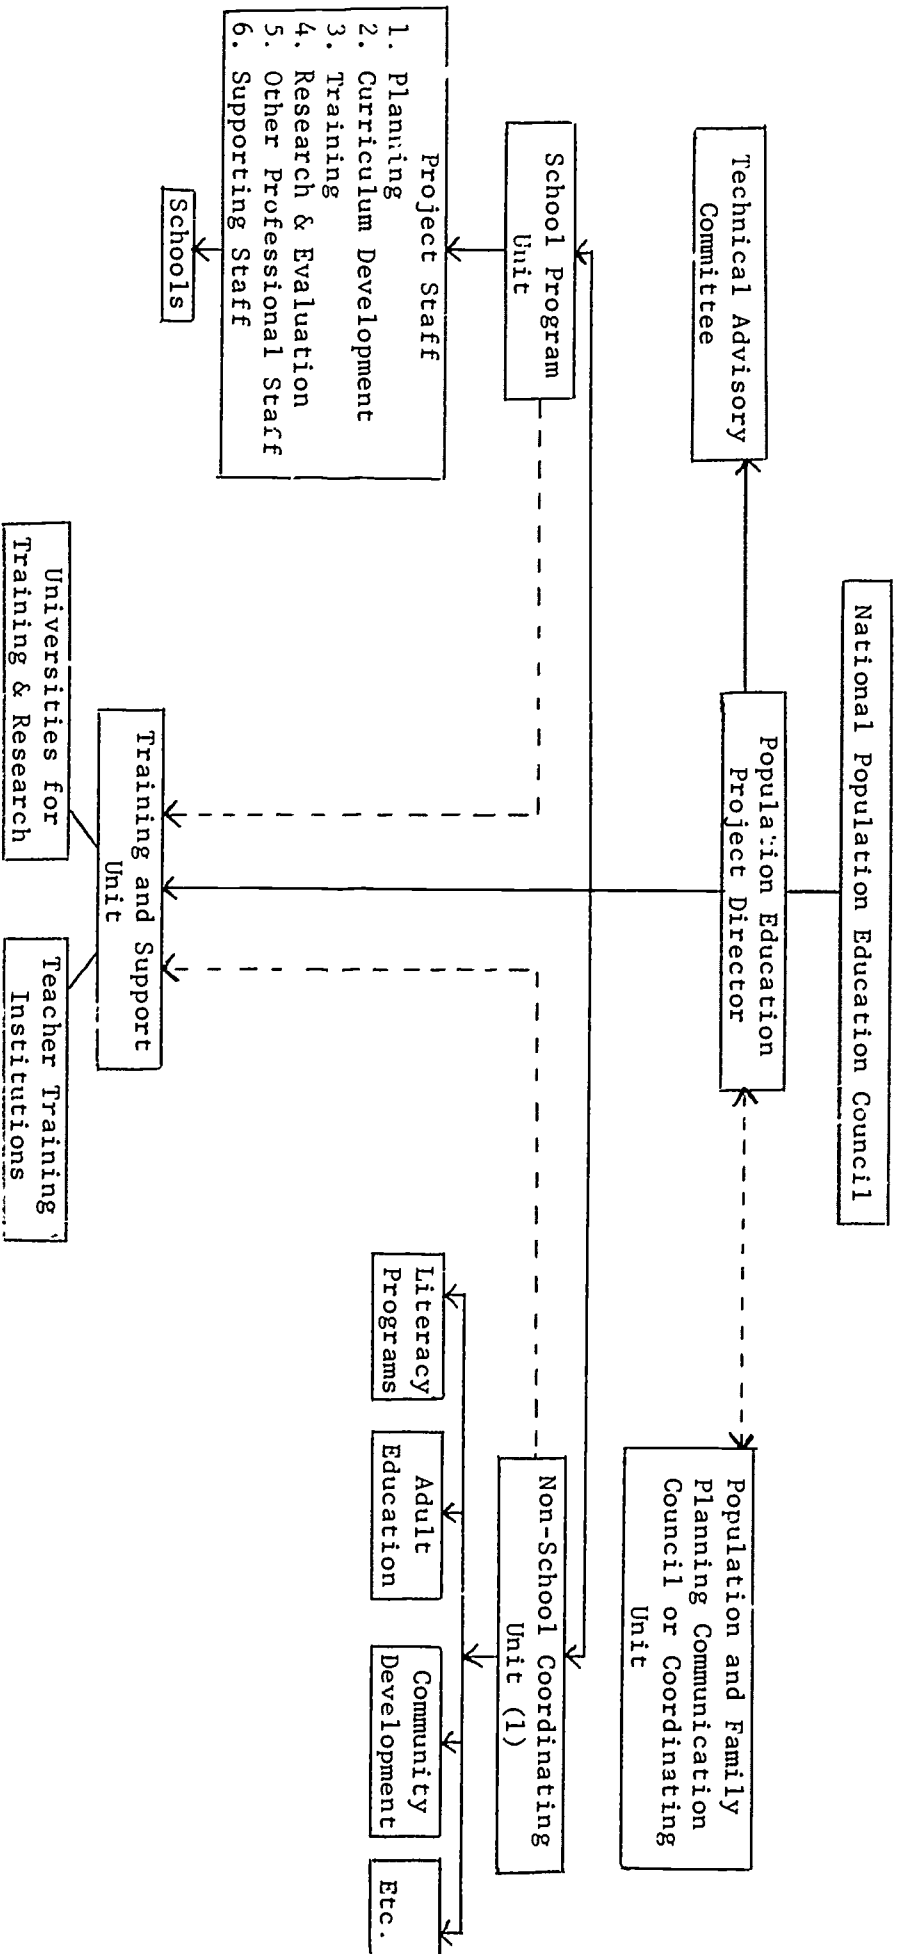 National Population Education Council
Population Education
Project Director
Technical Advisory
Committee
Population and Family
Planning Communication
Council or Coordinating
Unit
School Program
Unit
Non-School Coordinating
Unit (1)
Project Staff
1. Planning
2. Curriculum Development
3. Training
4. Research & Evaluation
5. Other Professional Staff
6. Supporting Staff
Schools
Literacy
Programs
Adult
Education
Community
Development
Etc.
Training and Support
Unit
Universities for
Training & Research
Teacher Training
Institutions